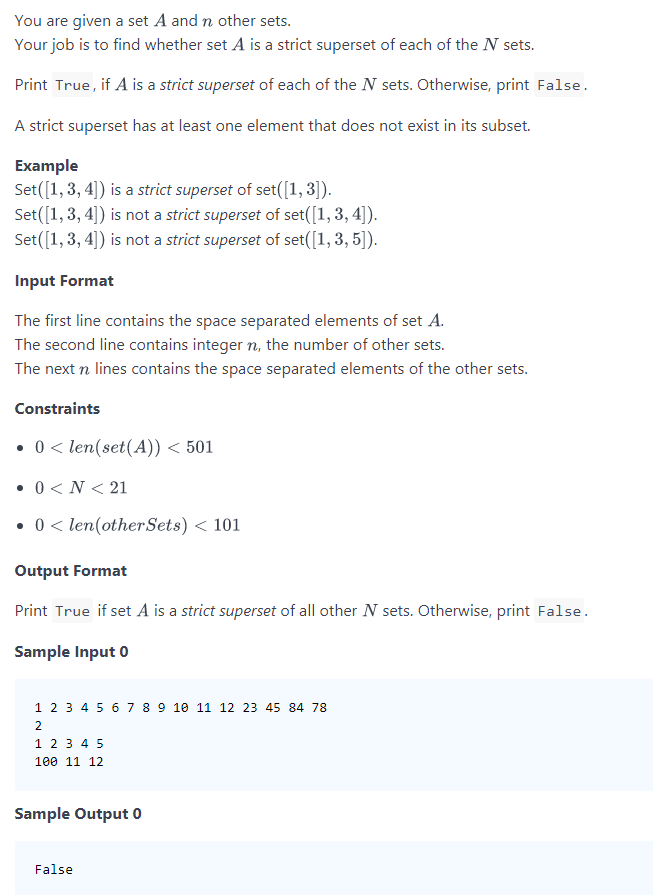 You are given a set A and n other sets.
Your job is to find whether set A is a strict superset of each of the N sets.
Print True, if A is a strict superset of each of the N sets. Otherwise, print False.
A strict superset has at least one element that does not exist in its subset.
Example
Set([1, 3, 4]) is a strict superset of set([1, 3]).
Set([1, 3, 4]) is not a strict superset of set([1, 3, 4]).
Set([1, 3, 4]) is not a strict superset of set([1, 3, 5]).
Input Format
The first line contains the space separated elements of set A.
The second line contains integer n, the number of other sets.
The next n lines contains the space separated elements of the other sets.
Constraints
• 0 < len(set(A)) < 501
• 0 < N < 21
• 0 < len(otherSets) < 101
Output Format
Print True if set A is a strict superset of all other N sets. Otherwise, print False.
Sample Input 0
1 2 3 4 5 6 7 8 9 10 11 12 23 45 84 78
2
1 2 3 4 5
100 11 12
Sample Output 0
False